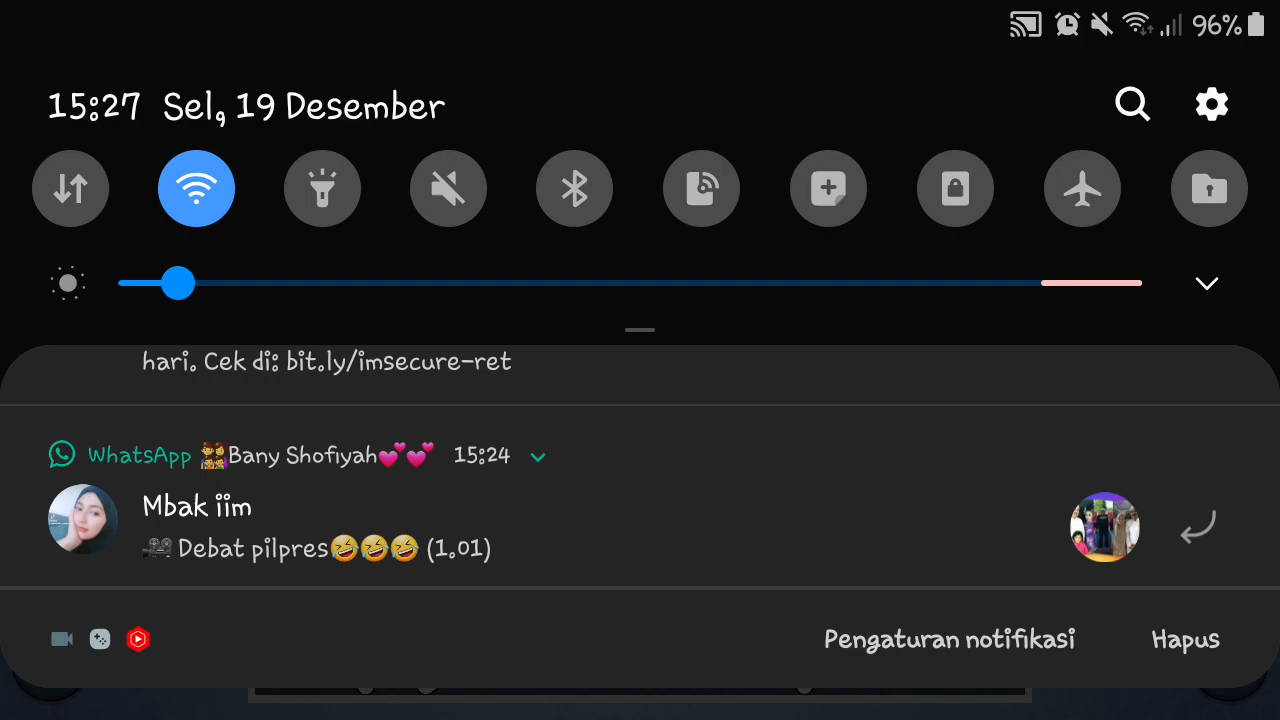 96%
15:27 Sel, 19 Desember
hari. Cek di: bit.ly/imsecure-ret
WhatsApp 👩‍❤️‍👩Bany Shofiyah💕💕 15:24
Mbak iim
🎥 Debat pilpres🤣🤣🤣 (1.01)
Pengaturan notifikasi Hapus